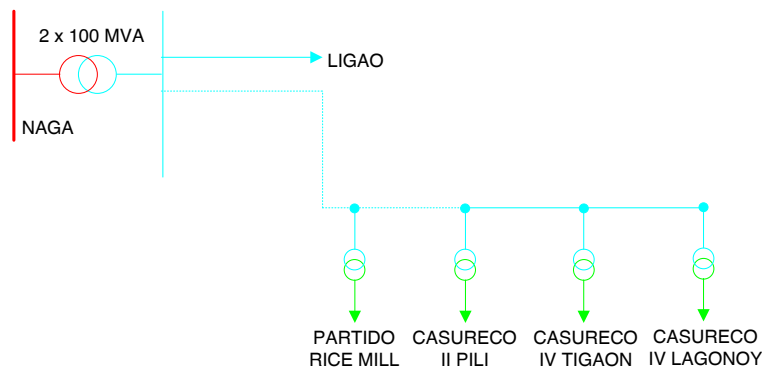 2 x 100 MVA
LIGAO
NAGA
PARTIDO
RICE MILL
CASURECO
II PILI
CASURECO
IV TIGAON
CASURECO
IV LAGONOY